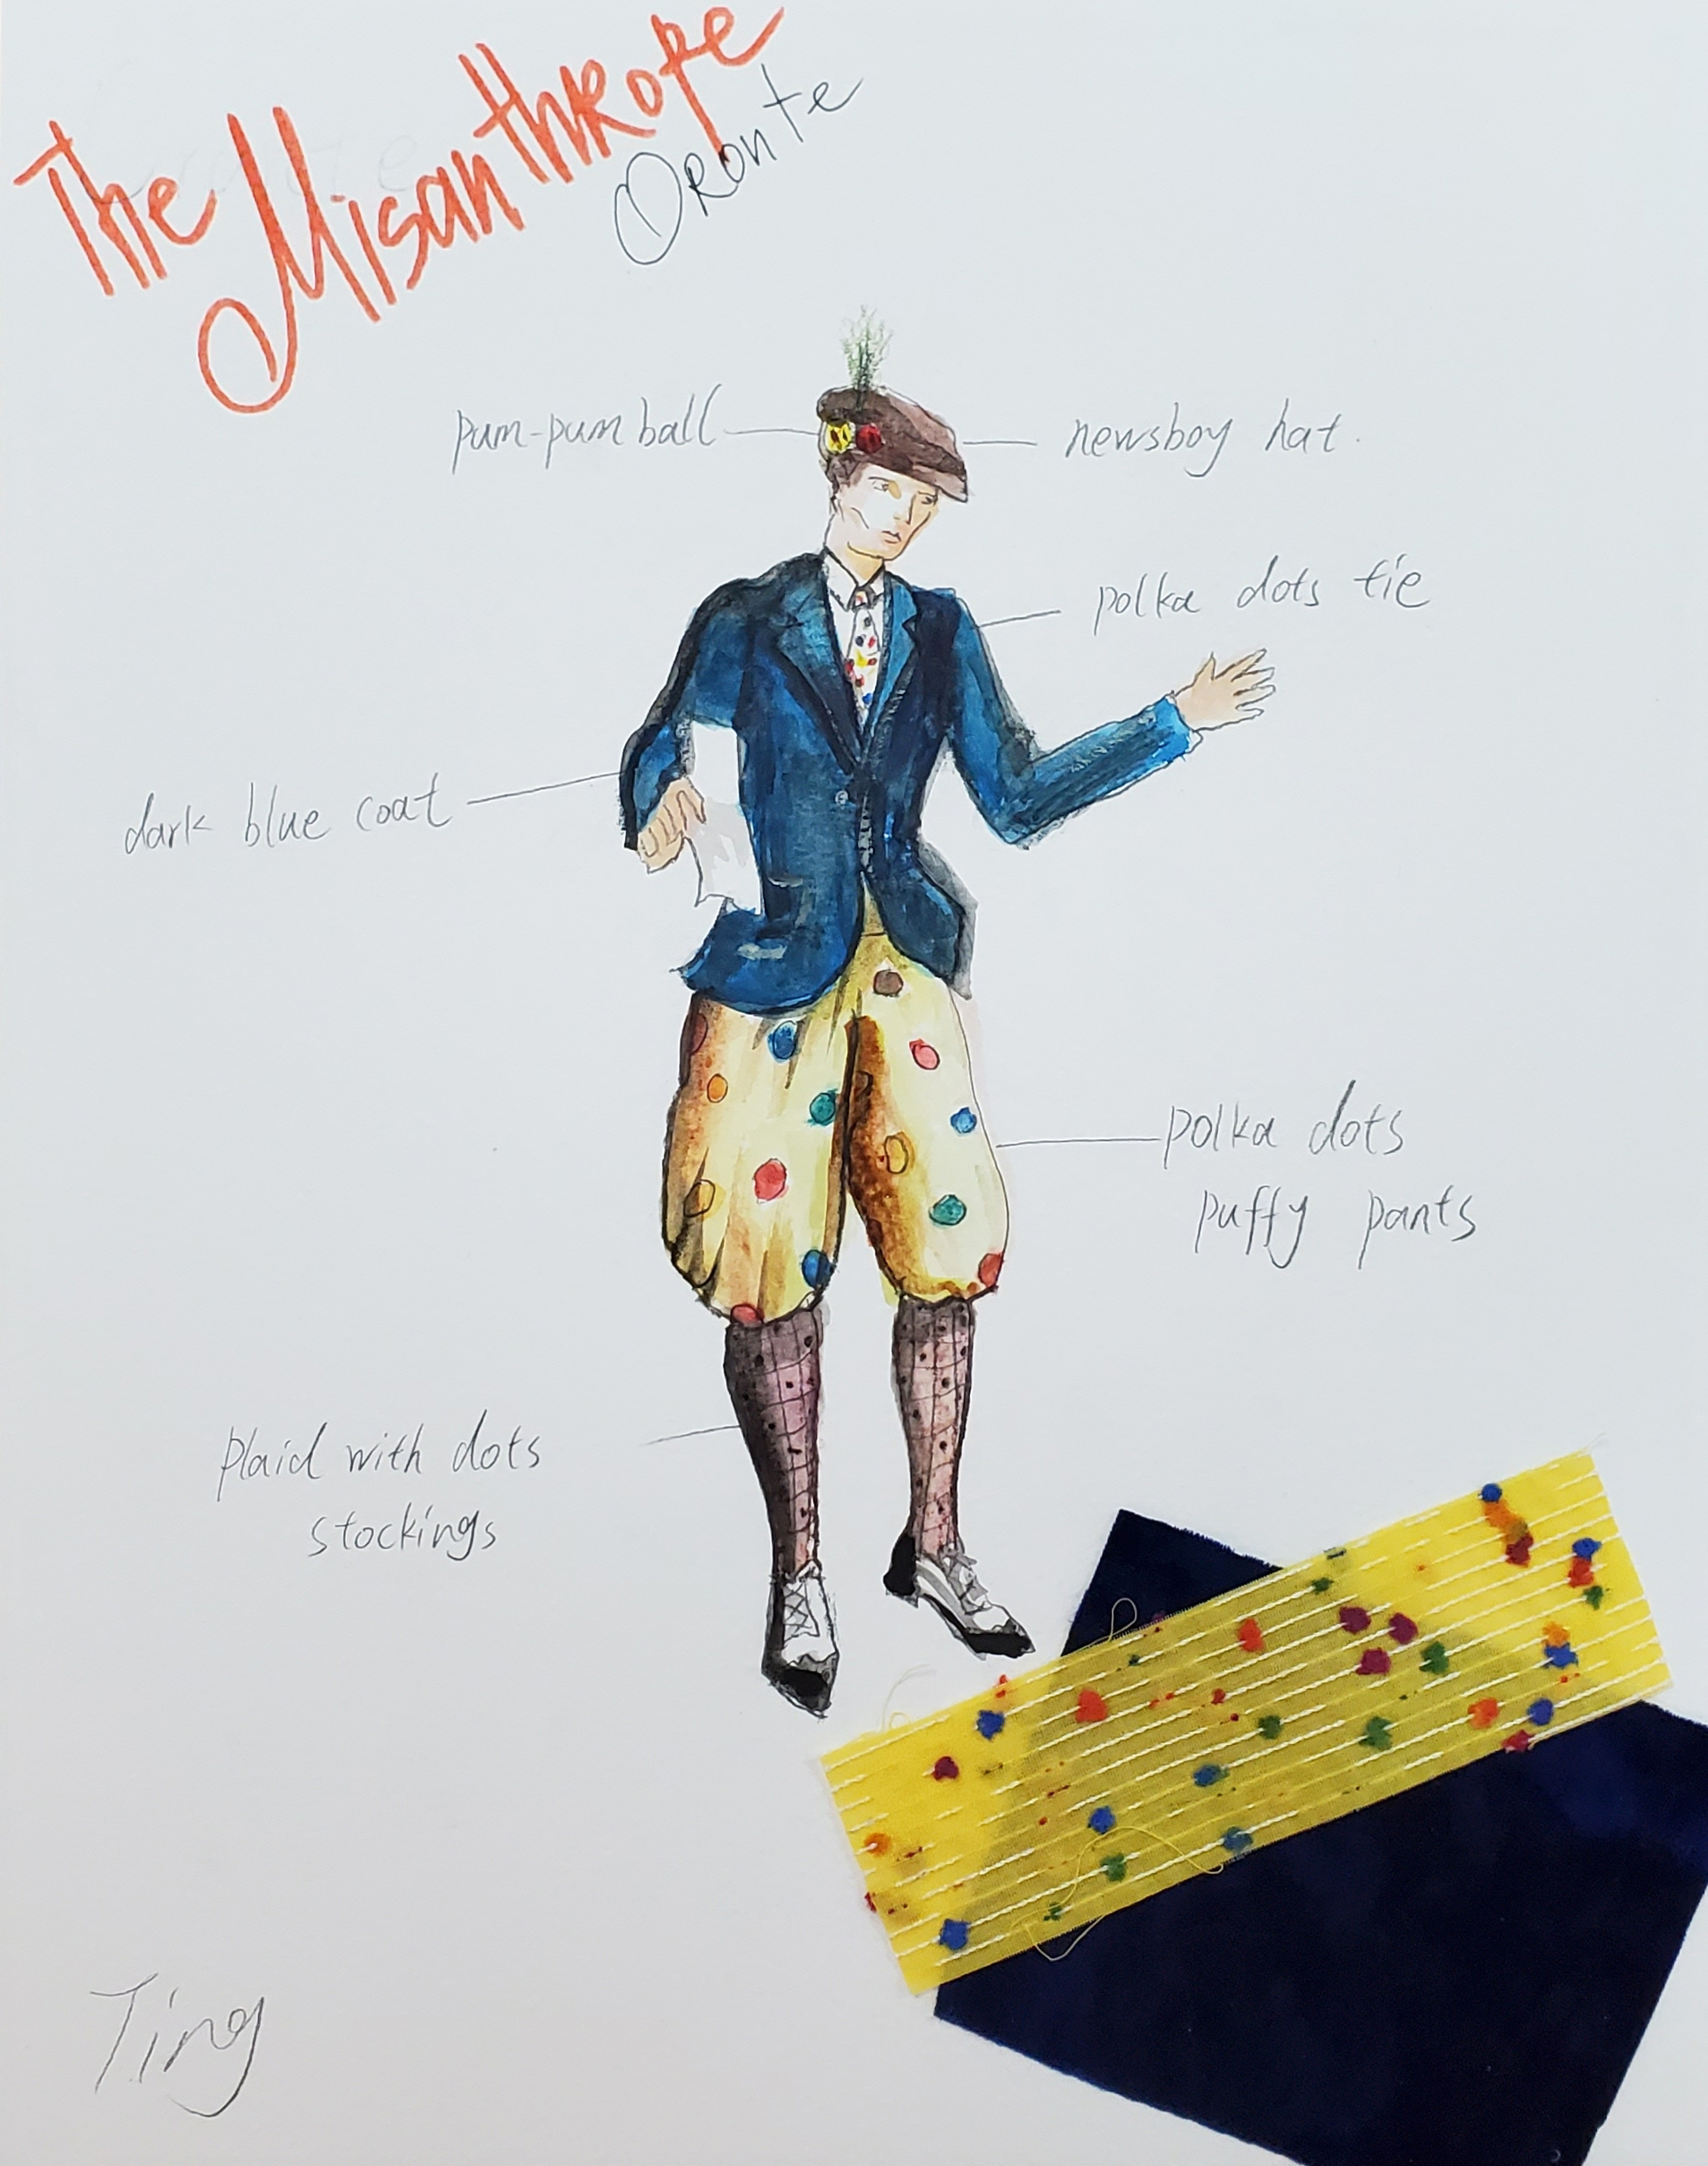 The Misanthrope
Oronte
pum-pum ball
newsboy hat.
polka dots tie
dark blue coat
polka dots
puffy pants
plaid with dots
stockings
Ting